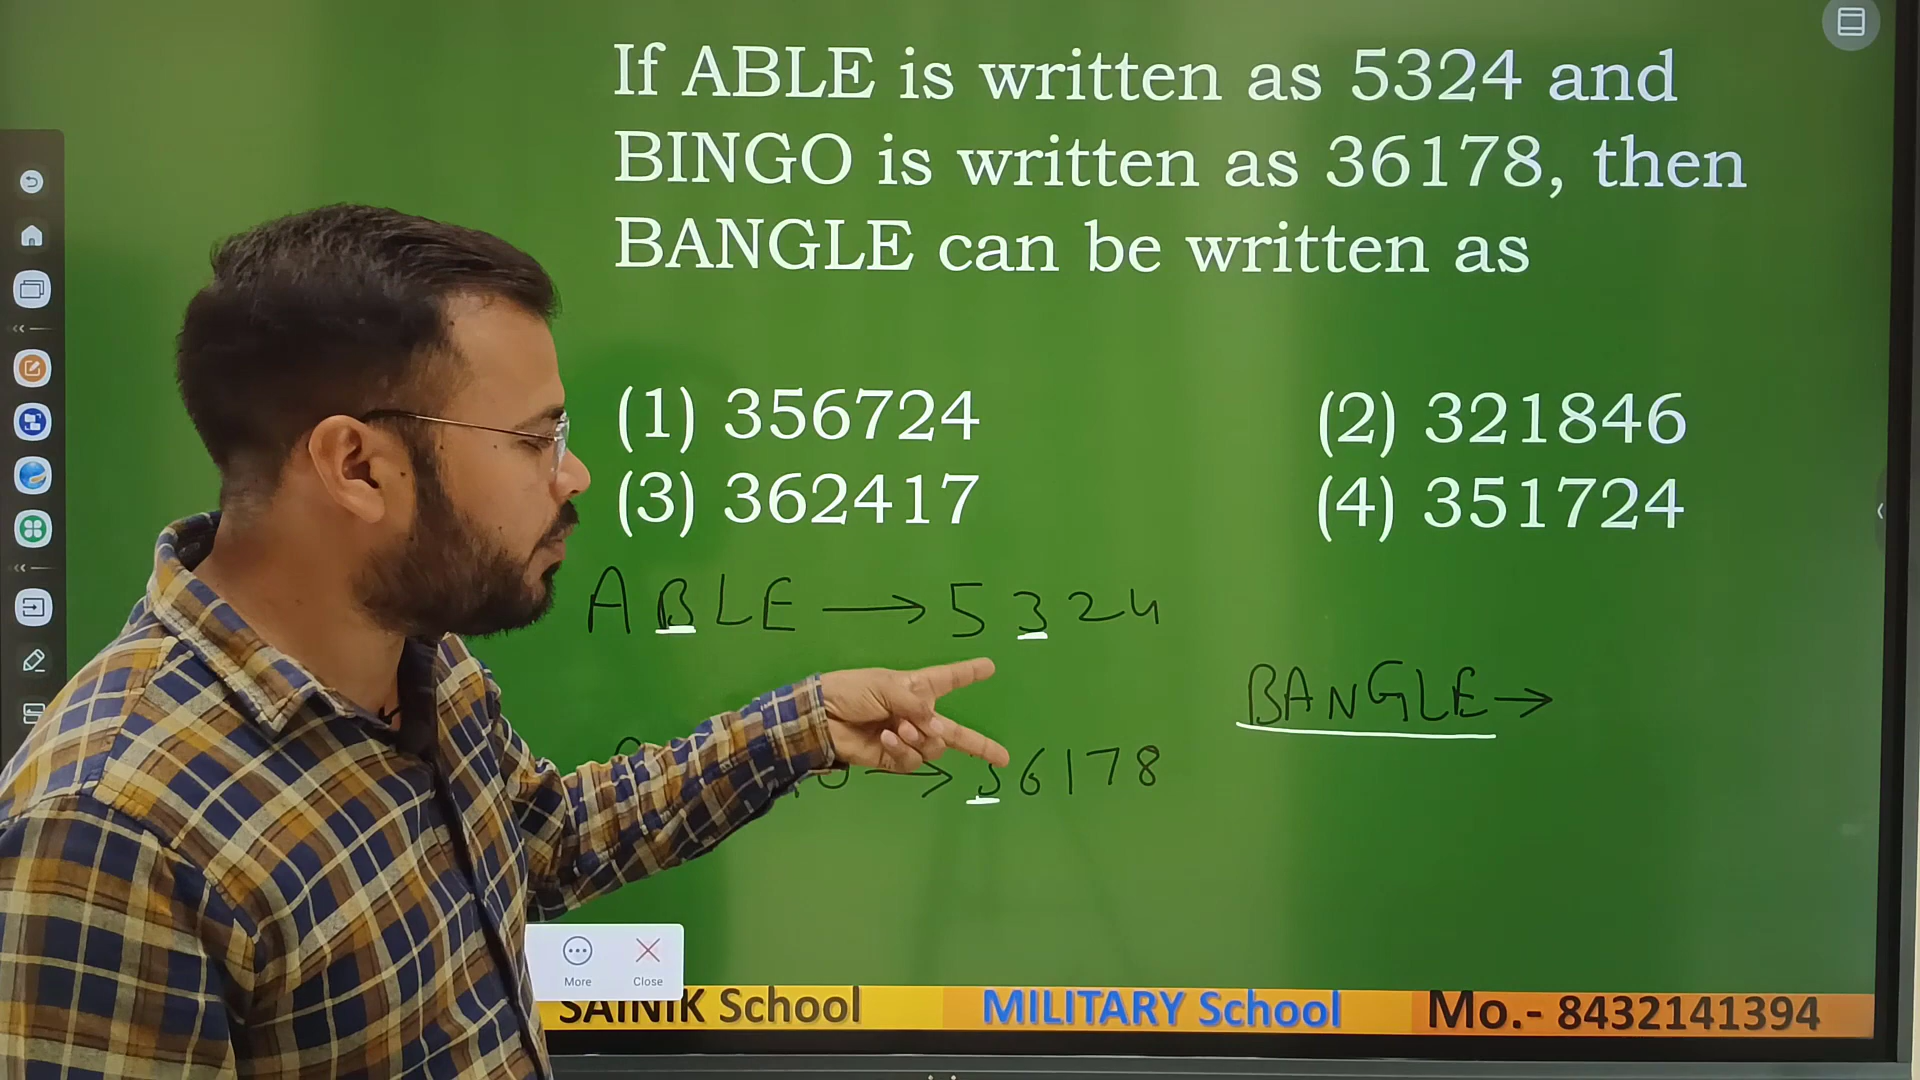 If ABLE is written as 5324 and
BINGO is written as 36178, then
BANGLE can be written as
(1) 356724 (2) 321846
(3) 362417 (4) 351724
ABLE → 5324
BANGLE →
→ 36178
More Close
SAINIK School MILITARY School Mo.- 8432141394